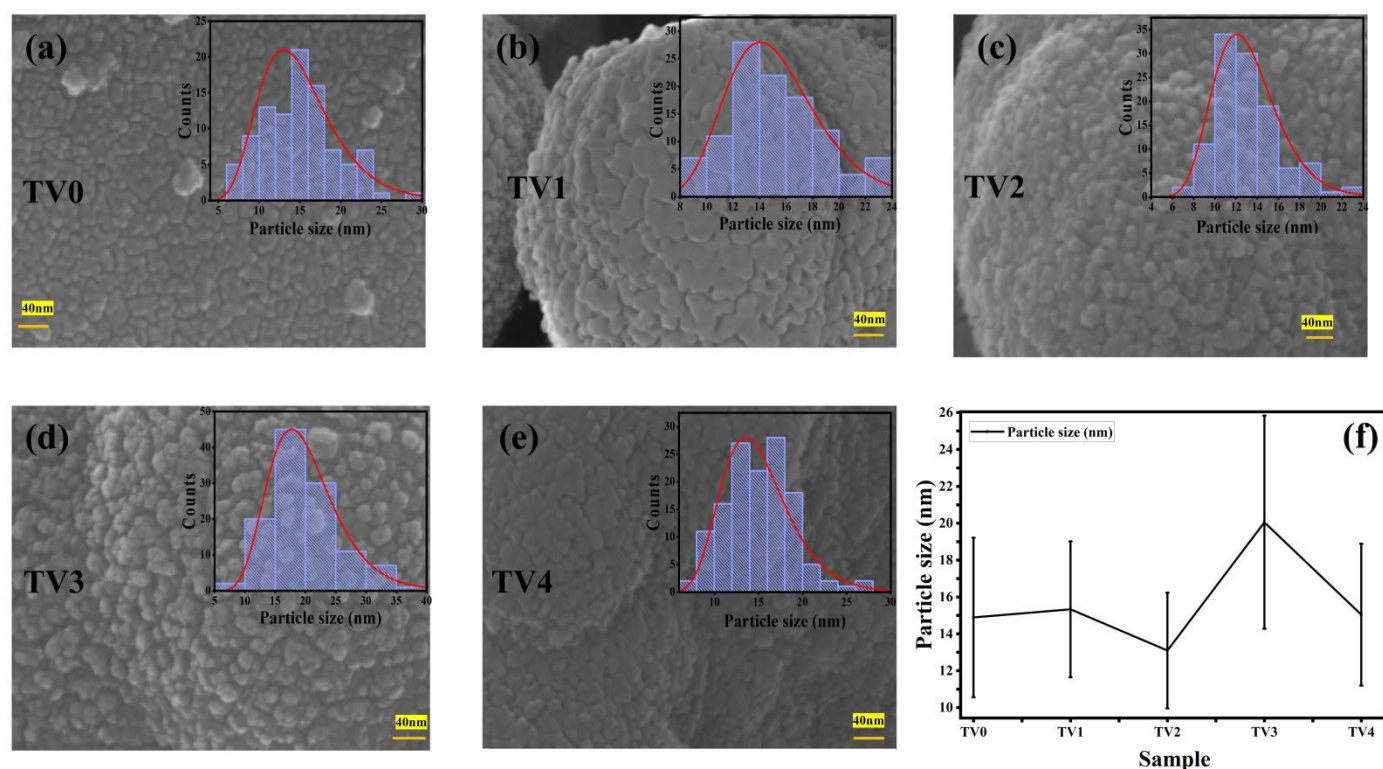 (a)
TV0
25
20
15
10
5
0
Counts
5 10 15 20 25 30
Particle size (nm)
40nm
(b)
TV1
30
25
20
15
10
5
0
Counts
8 10 12 14 16 18 20 22 24
Particle size (nm)
40nm
(c)
TV2
35
30
25
20
15
10
5
0
Counts
4 6 8 10 12 14 16 18 20 22 24
Particle size (nm)
40nm
(d)
TV3
50
40
30
20
10
0
Counts
5 10 15 20 25 30 35 40
Particle size (nm)
40nm
(e)
TV4
30
25
20
15
10
5
0
Counts
10 15 20 25 30
Particle size (nm)
40nm
(f)
Particle size (nm)
26
24
22
20
18
16
14
12
10
Particle size (nm)
TV0 TV1 TV2 TV3 TV4
Sample